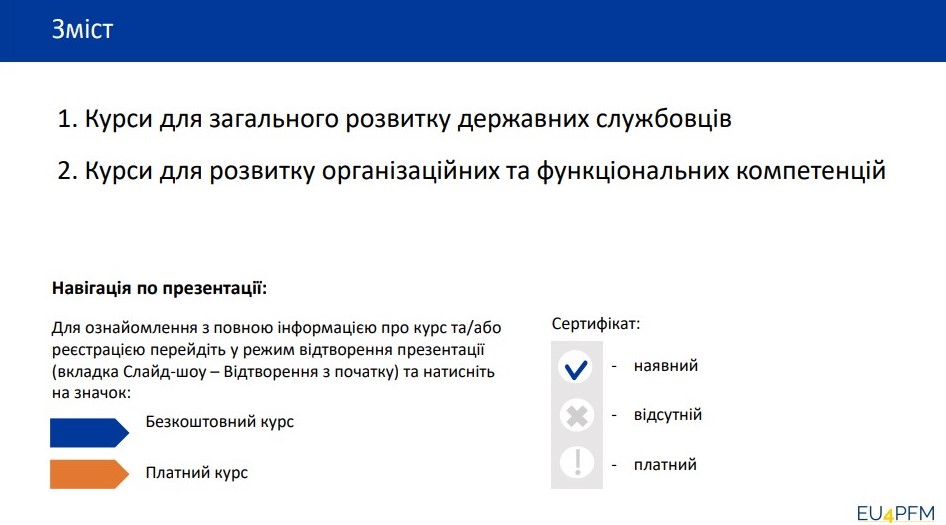 Зміст
1. Курси для загального розвитку державних службовців
2. Курси для розвитку організаційних та функціональних компетенцій
Навігація по презентації:
Для ознайомлення з повною інформацією про курс та/або
реєстрацією перейдіть у режим відтворення презентації
(вкладка Слайд-шоу – Відтворення з початку) та натисніть
на значок:
Безкоштовний курс
Платний курс
Сертифікат:
- наявний
- відсутній
- платний
EU4PFM